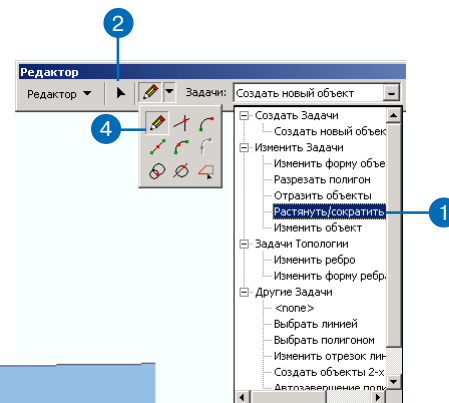 2
Редактор
Редактор
Задачи:
Создать новый объект
4
Создать Задачи
Создать новый объек
Изменить Задачи
Изменить форму объе
Разрезать полигон
Отразить объекты
Растянуть/сократить
1
Изменить объект
Задачи Топологии
Изменить ребро
Изменить форму ребра
Другие Задачи
<none>
Выбрать линией
Выбрать полигоном
Изменить отрезок лин
Создать объекты 2-х
Автозавершение поли